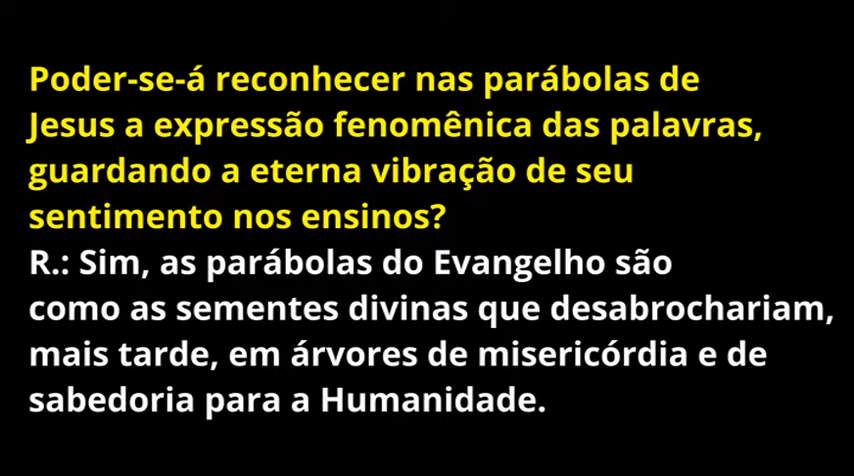 Poder-se-á reconhecer nas parábolas de
Jesus a expressão fenomênica das palavras,
guardando a eterna vibração de seu
sentimento nos ensinos?
R.: Sim, as parábolas do Evangelho são
como as sementes divinas que desabrochariam,
mais tarde, em árvores de misericórdia e de
sabedoria para a Humanidade.